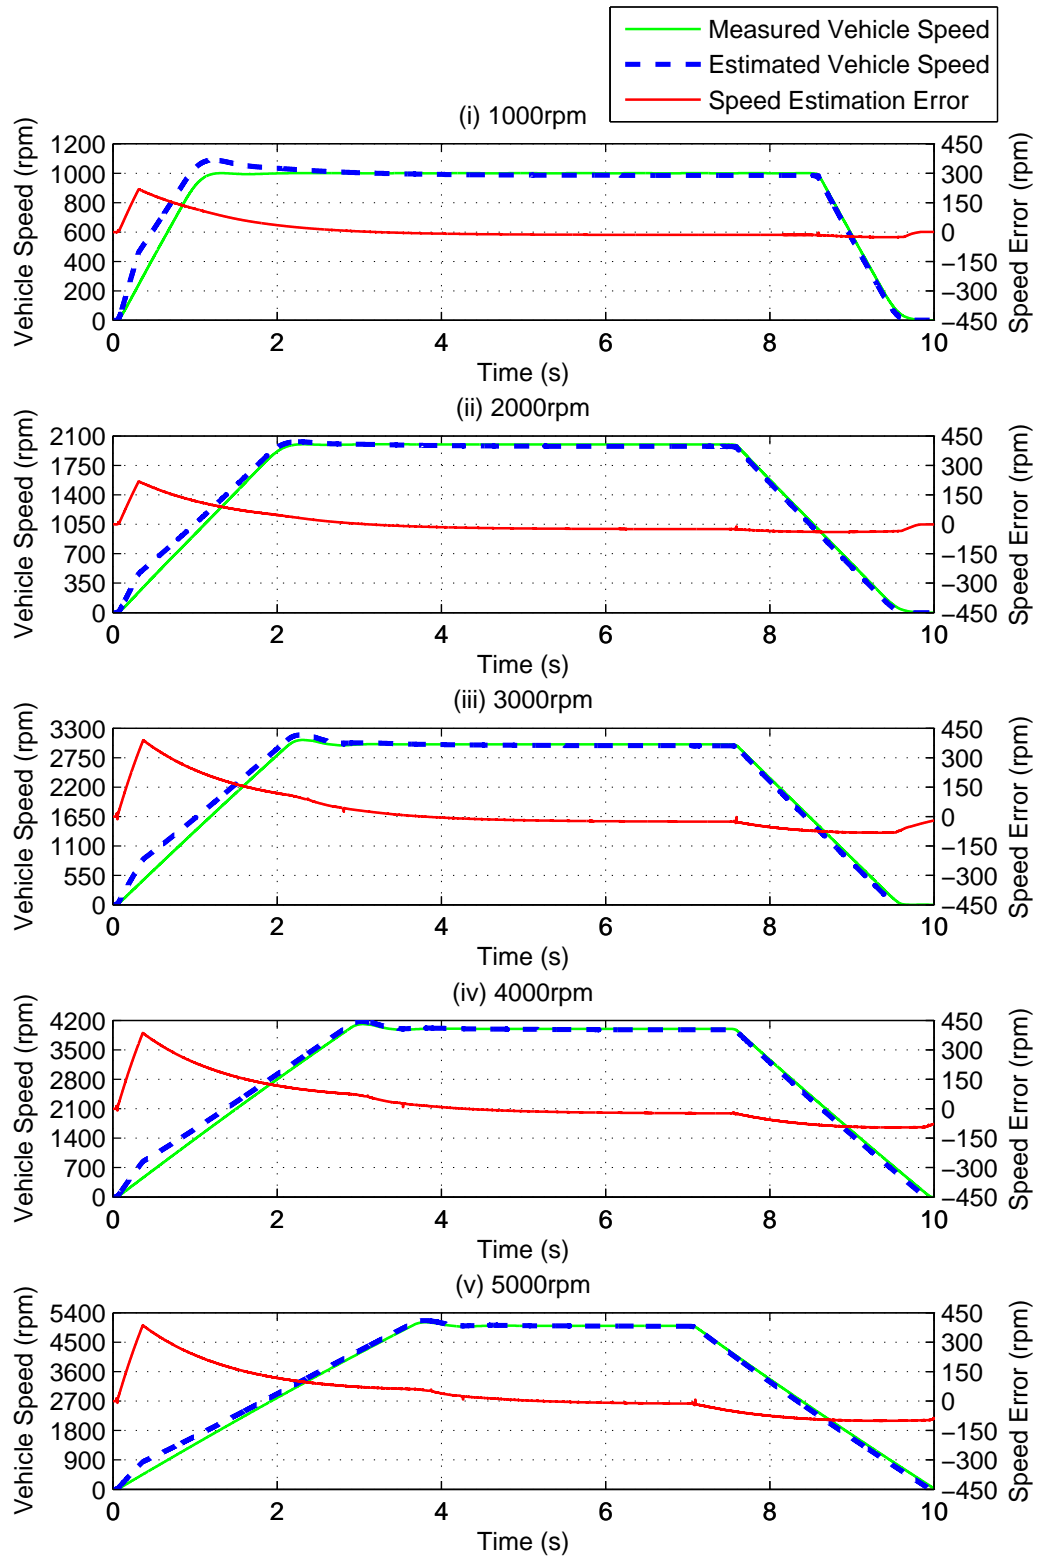 Measured Vehicle Speed
Estimated Vehicle Speed
Speed Estimation Error
(i) 1000rpm
Vehicle Speed (rpm)
1200
1000
800
600
400
200
0
450
300
150
0
−150
−300
−450
Speed Error (rpm)
0 2 4 6 8 10
Time (s)
(ii) 2000rpm
Vehicle Speed (rpm)
2100
1750
1400
1050
700
350
0
450
300
150
0
−150
−300
−450
Speed Error (rpm)
0 2 4 6 8 10
Time (s)
(iii) 3000rpm
Vehicle Speed (rpm)
3300
2750
2200
1650
1100
550
0
450
300
150
0
−150
−300
−450
Speed Error (rpm)
0 2 4 6 8 10
Time (s)
(iv) 4000rpm
Vehicle Speed (rpm)
4200
3500
2800
2100
1400
700
0
450
300
150
0
−150
−300
−450
Speed Error (rpm)
0 2 4 6 8 10
Time (s)
(v) 5000rpm
Vehicle Speed (rpm)
5400
4500
3600
2700
1800
900
0
450
300
150
0
−150
−300
−450
Speed Error (rpm)
0 2 4 6 8 10
Time (s)